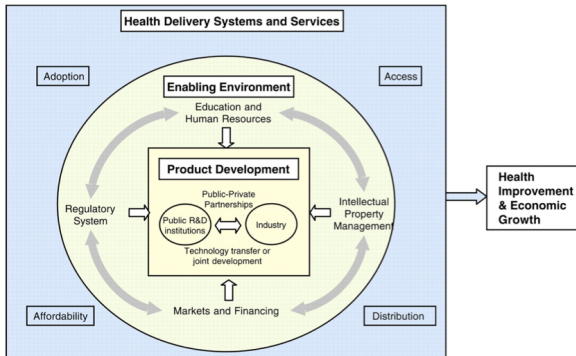 Health Delivery Systems and Services
Adoption
Access
Enabling Environment
Education and
Human Resources
Product Development
Public-Private
Partnerships
Regulatory
System
Public R&D
institutions
Industry
Intellectual
Property
Management
Technology transfer or
joint development
Markets and Financing
Affordability
Distribution
Health
Improvement
& Economic
Growth